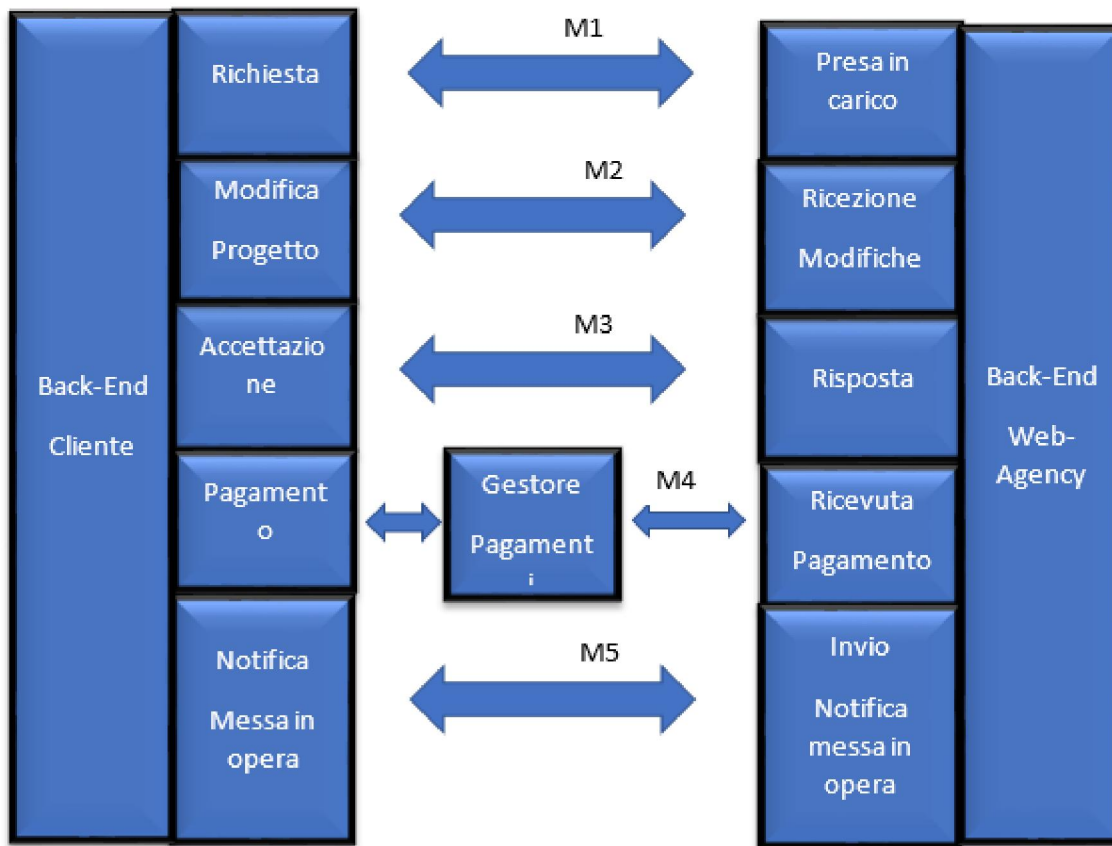 M1
Richiesta
Presa in
carico
M2
Modifica
Progetto
Ricezione
Modifiche
M3
Accettazio
ne
Risposta
Back-End
Cliente
Back-End
Web-
Agency
M4
Pagament
o
Gestore
Pagament
i
Ricevuta
Pagamento
M5
Notifica
Messa in
opera
Invio
Notifica
messa in
opera